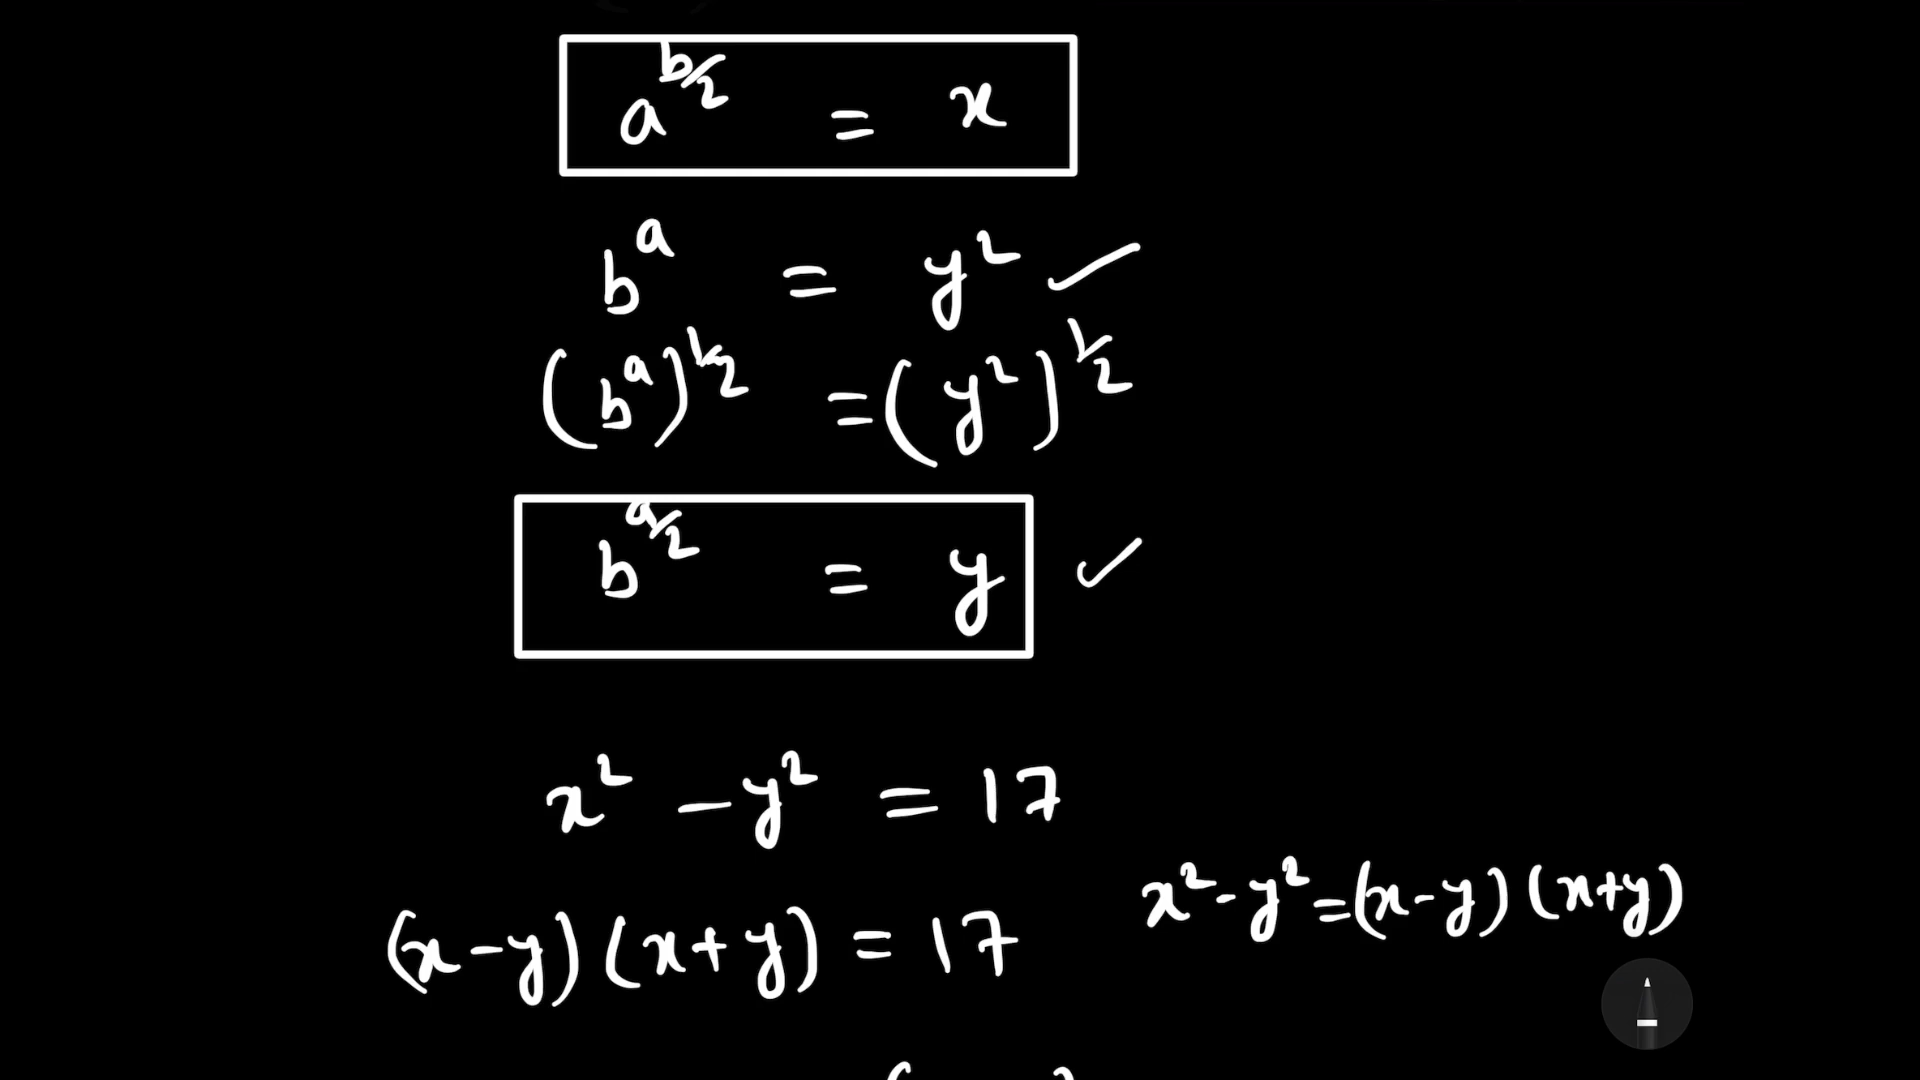 a^{b/2} = x
b^a = y^2 ✓
(b^a)^{1/2} = (y^2)^{1/2}
b^{a/2} = y ✓
x^2 - y^2 = 17
x^2 - y^2 = (x-y)(x+y)
(x-y)(x+y) = 17